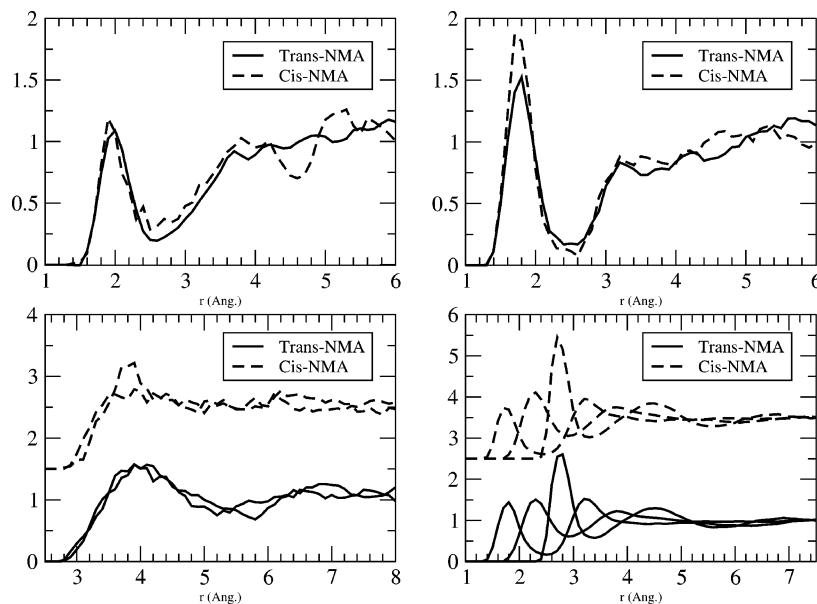 2
1.5
1
0.5
0
Trans-NMA
Cis-NMA
1 2 3 4 5 6
r (Ang.)
2
1.5
1
0.5
0
Trans-NMA
Cis-NMA
1 2 3 4 5 6
r (Ang.)
4
3
2
1
0
Trans-NMA
Cis-NMA
3 4 5 6 7 8
r (Ang.)
6
5
4
3
2
1
0
Trans-NMA
Cis-NMA
1 2 3 4 5 6 7
r (Ang.)